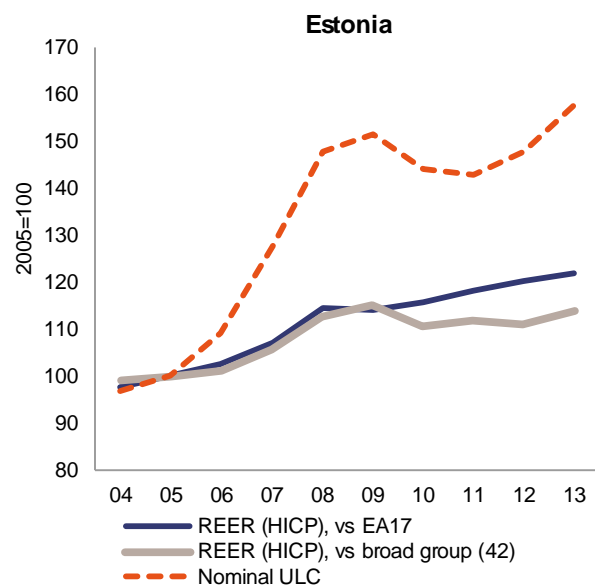 Estonia
170
160
150
140
130
120
110
100
90
80
2005=100
04 05 06 07 08 09 10 11 12 13
REER (HICP), vs EA17
REER (HICP), vs broad group (42)
Nominal ULC